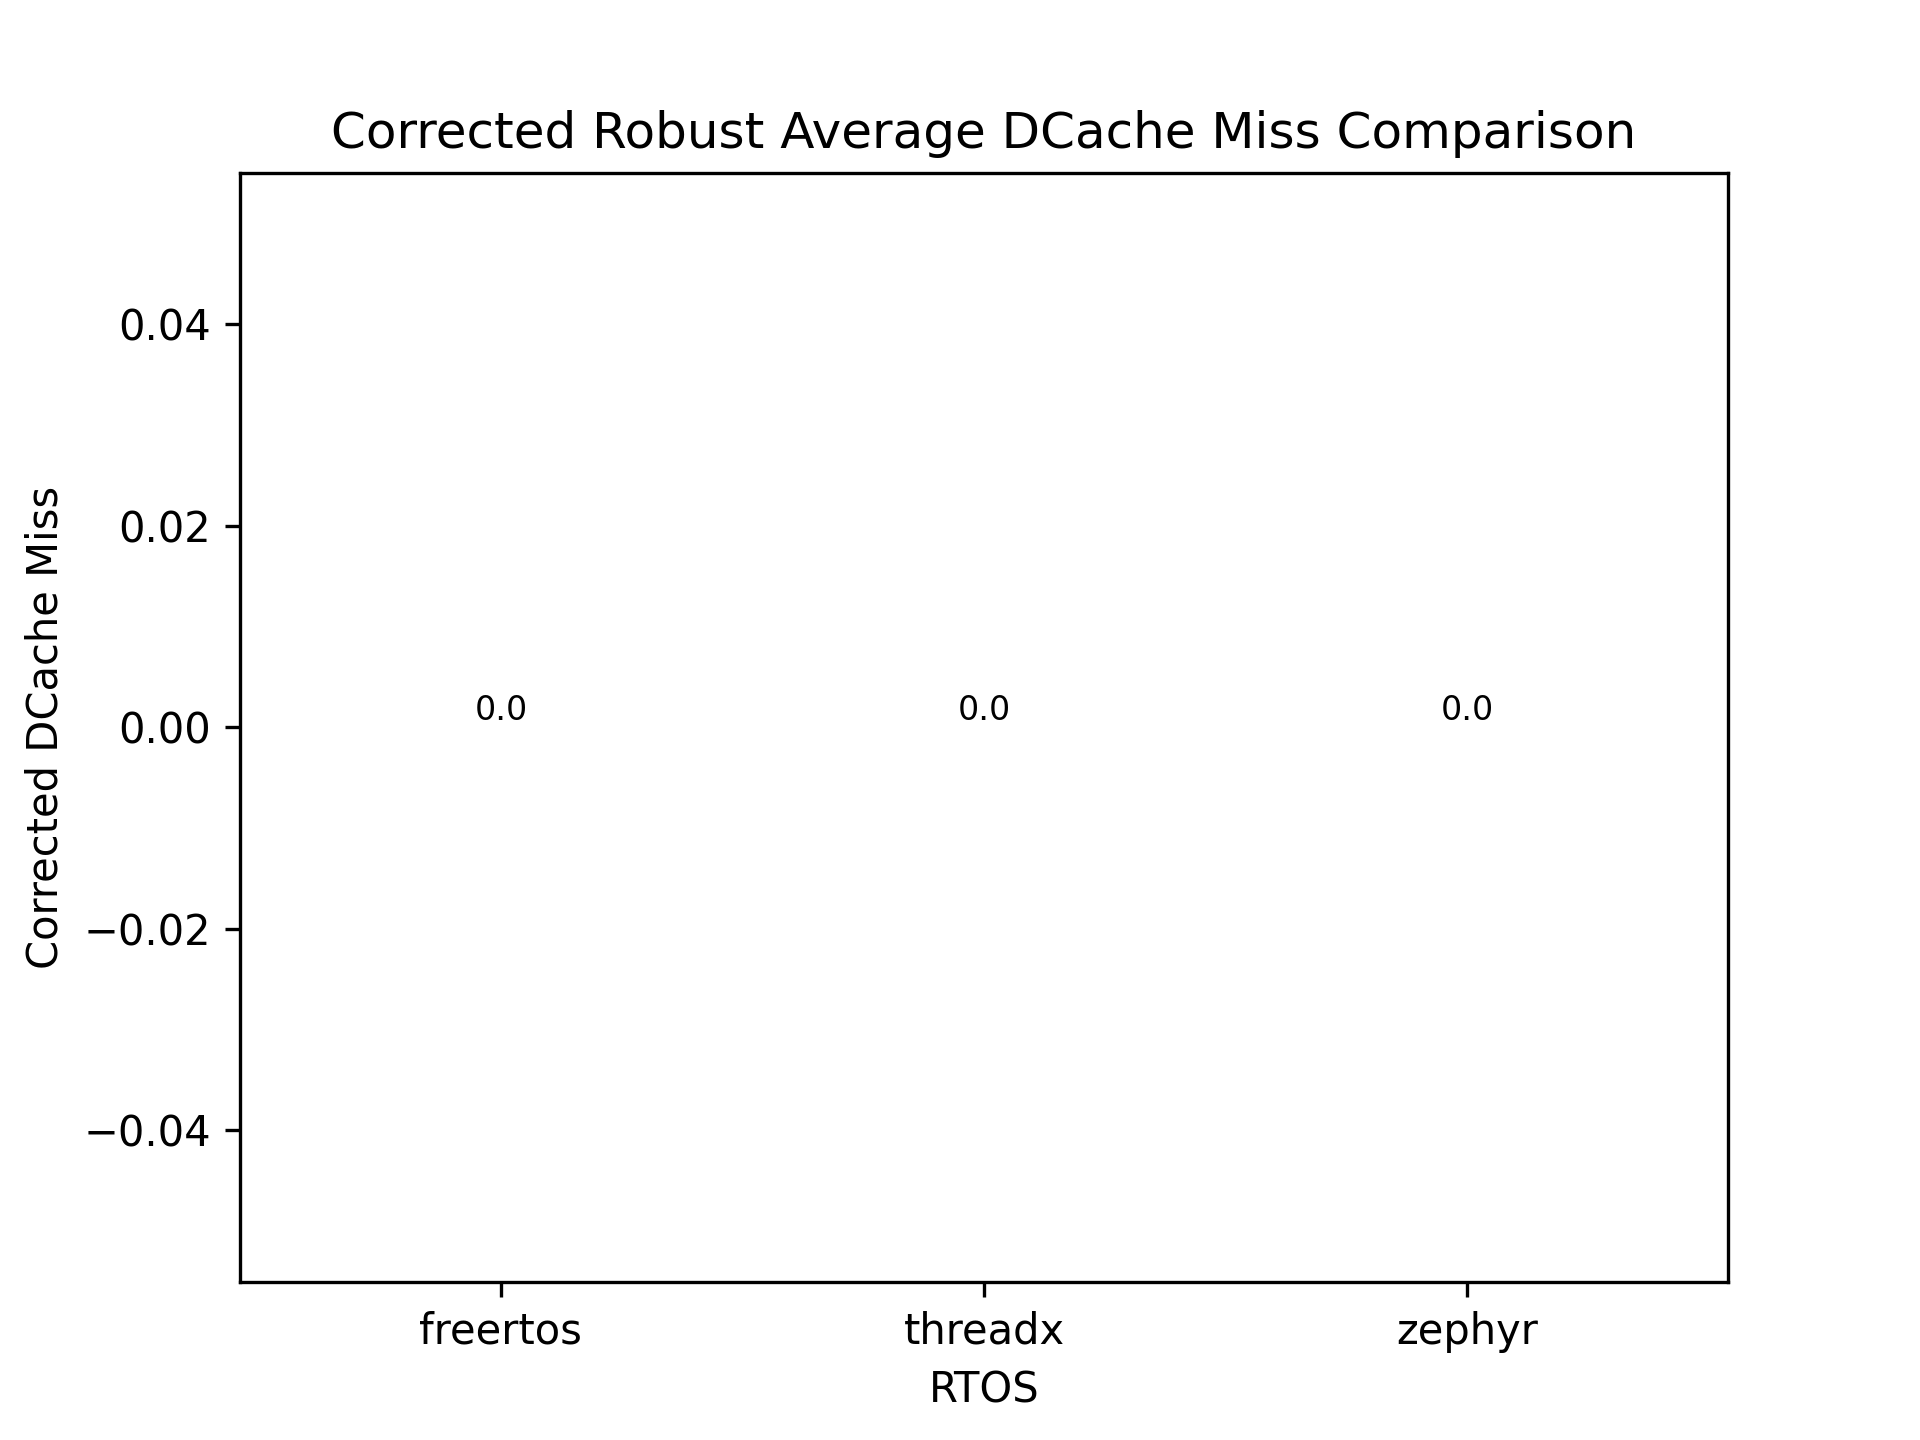 Corrected Robust Average DCache Miss Comparison
Corrected DCache Miss
0.04
0.02
0.00
−0.02
−0.04
0.0
0.0
0.0
freertos
threadx
zephyr
RTOS